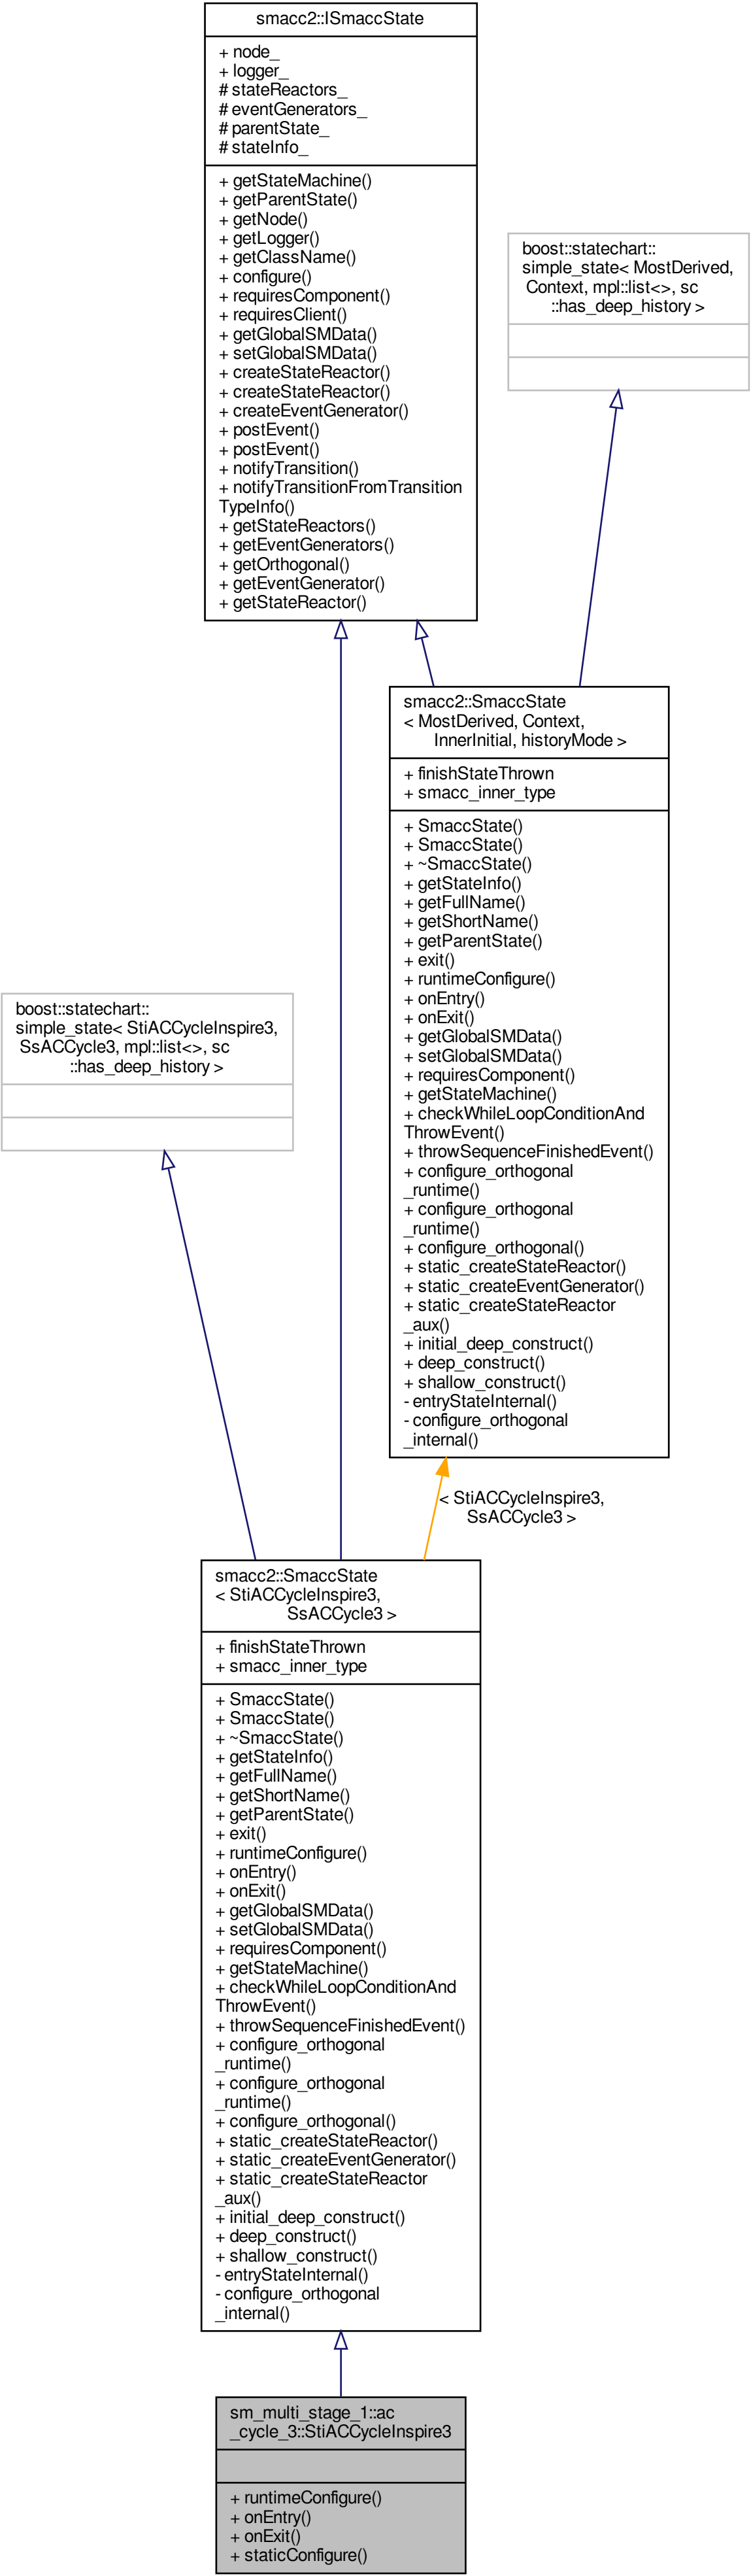 smacc2::ISmaccState
+ node_
+ logger_
# stateReactors_
# eventGenerators_
# parentState_
# stateInfo_
+ getStateMachine()
+ getParentState()
+ getNode()
+ getLogger()
+ getClassName()
+ configure()
+ requiresComponent()
+ requiresClient()
+ getGlobalSMData()
+ setGlobalSMData()
+ createStateReactor()
+ createStateReactor()
+ createEventGenerator()
+ postEvent()
+ postEvent()
+ notifyTransition()
+ notifyTransitionFromTransition
TypeInfo()
+ getStateReactors()
+ getEventGenerators()
+ getOrthogonal()
+ getEventGenerator()
+ getStateReactor()
boost::statechart::
simple_state< MostDerived,
Context, mpl::list<>, sc
::has_deep_history >
smacc2::SmaccState
< MostDerived, Context,
InnerInitial, historyMode >
+ finishStateThrown
+ smacc_inner_type
+ SmaccState()
+ SmaccState()
+ ~SmaccState()
+ getStateInfo()
+ getFullName()
+ getShortName()
+ getParentState()
+ exit()
+ runtimeConfigure()
+ onEntry()
+ onExit()
+ getGlobalSMData()
+ setGlobalSMData()
+ requiresComponent()
+ getStateMachine()
+ checkWhileLoopConditionAnd
ThrowEvent()
+ throwSequenceFinishedEvent()
+ configure_orthogonal
_runtime()
+ configure_orthogonal
_runtime()
+ configure_orthogonal()
+ static_createStateReactor()
+ static_createEventGenerator()
+ static_createStateReactor
_aux()
+ initial_deep_construct()
+ deep_construct()
+ shallow_construct()
- entryStateInternal()
- configure_orthogonal
_internal()
boost::statechart::
simple_state< StiACCycleInspire3,
SsACCycle3, mpl::list<>, sc
::has_deep_history >
< StiACCycleInspire3,
SsACCycle3 >
smacc2::SmaccState
< StiACCycleInspire3,
SsACCycle3 >
+ finishStateThrown
+ smacc_inner_type
+ SmaccState()
+ SmaccState()
+ ~SmaccState()
+ getStateInfo()
+ getFullName()
+ getShortName()
+ getParentState()
+ exit()
+ runtimeConfigure()
+ onEntry()
+ onExit()
+ getGlobalSMData()
+ setGlobalSMData()
+ requiresComponent()
+ getStateMachine()
+ checkWhileLoopConditionAnd
ThrowEvent()
+ throwSequenceFinishedEvent()
+ configure_orthogonal
_runtime()
+ configure_orthogonal
_runtime()
+ configure_orthogonal()
+ static_createStateReactor()
+ static_createEventGenerator()
+ static_createStateReactor
_aux()
+ initial_deep_construct()
+ deep_construct()
+ shallow_construct()
- entryStateInternal()
- configure_orthogonal
_internal()
sm_multi_stage_1::ac
_cycle_3::StiACCycleInspire3
+ runtimeConfigure()
+ onEntry()
+ onExit()
+ staticConfigure()